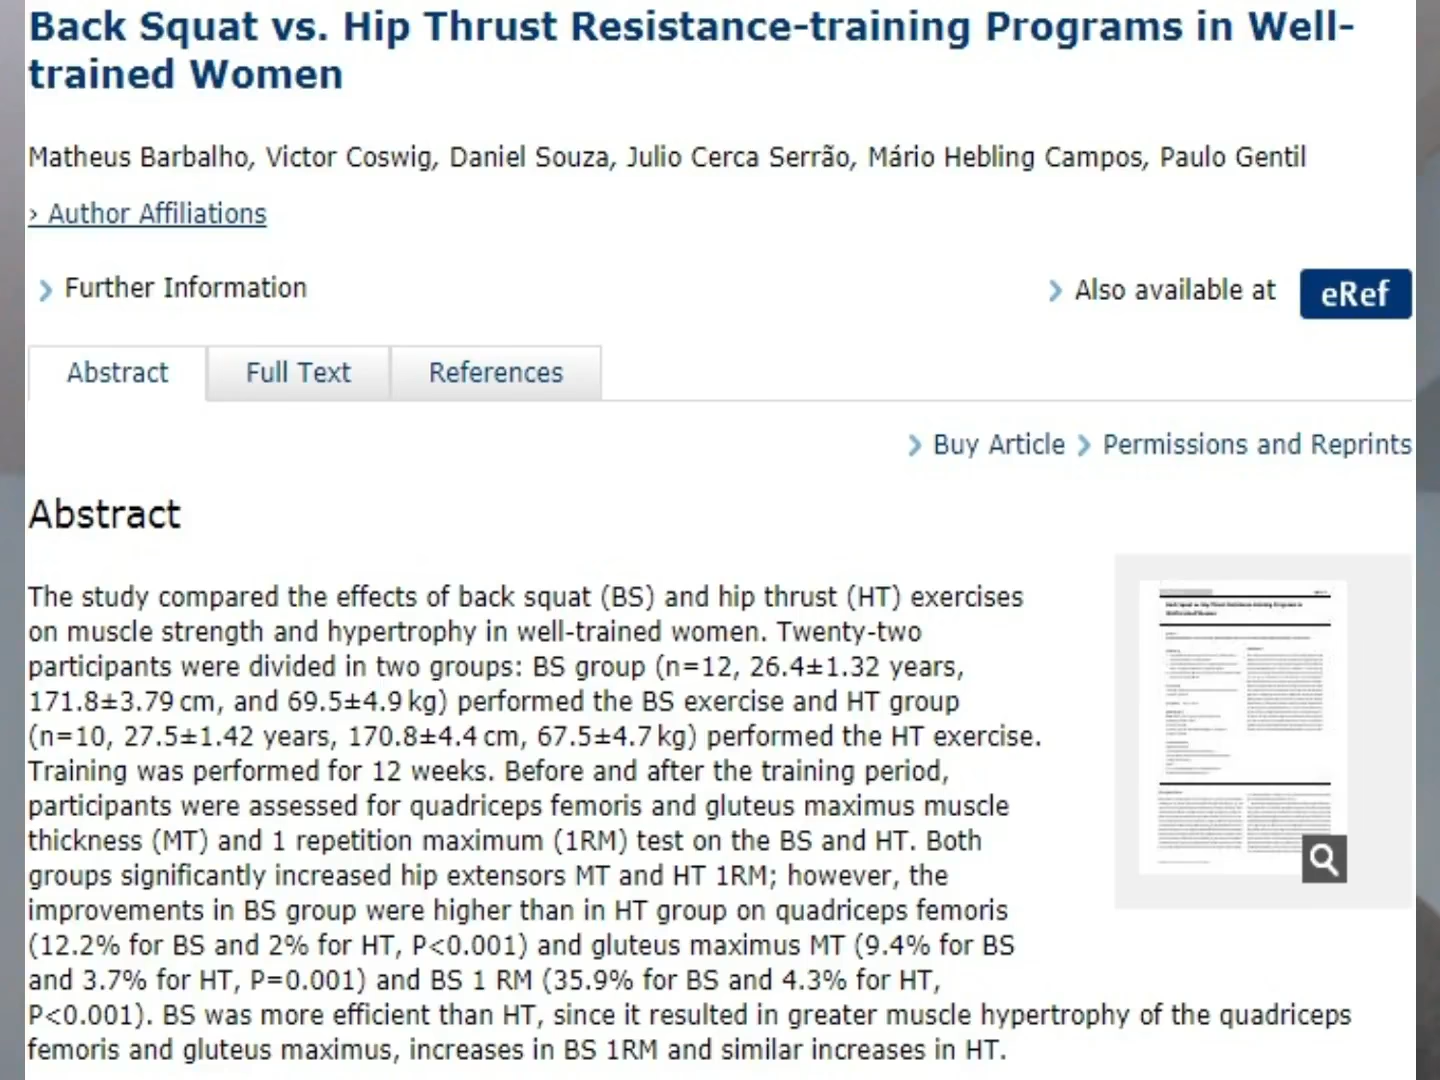 Back Squat vs. Hip Thrust Resistance-training Programs in Well-
trained Women
Matheus Barbalho, Victor Coswig, Daniel Souza, Julio Cerca Serrão, Mário Hebling Campos, Paulo Gentil
› Author Affiliations
Further Information
Also available at eRef
Abstract Full Text References
Buy Article Permissions and Reprints
Abstract
The study compared the effects of back squat (BS) and hip thrust (HT) exercises
on muscle strength and hypertrophy in well-trained women. Twenty-two
participants were divided in two groups: BS group (n=12, 26.4±1.32 years,
171.8±3.79 cm, and 69.5±4.9 kg) performed the BS exercise and HT group
(n=10, 27.5±1.42 years, 170.8±4.4 cm, 67.5±4.7 kg) performed the HT exercise.
Training was performed for 12 weeks. Before and after the training period,
participants were assessed for quadriceps femoris and gluteus maximus muscle
thickness (MT) and 1 repetition maximum (1RM) test on the BS and HT. Both
groups significantly increased hip extensors MT and HT 1RM; however, the
improvements in BS group were higher than in HT group on quadriceps femoris
(12.2% for BS and 2% for HT, P<0.001) and gluteus maximus MT (9.4% for BS
and 3.7% for HT, P=0.001) and BS 1 RM (35.9% for BS and 4.3% for HT,
P<0.001). BS was more efficient than HT, since it resulted in greater muscle hypertrophy of the quadriceps
femoris and gluteus maximus, increases in BS 1RM and similar increases in HT.